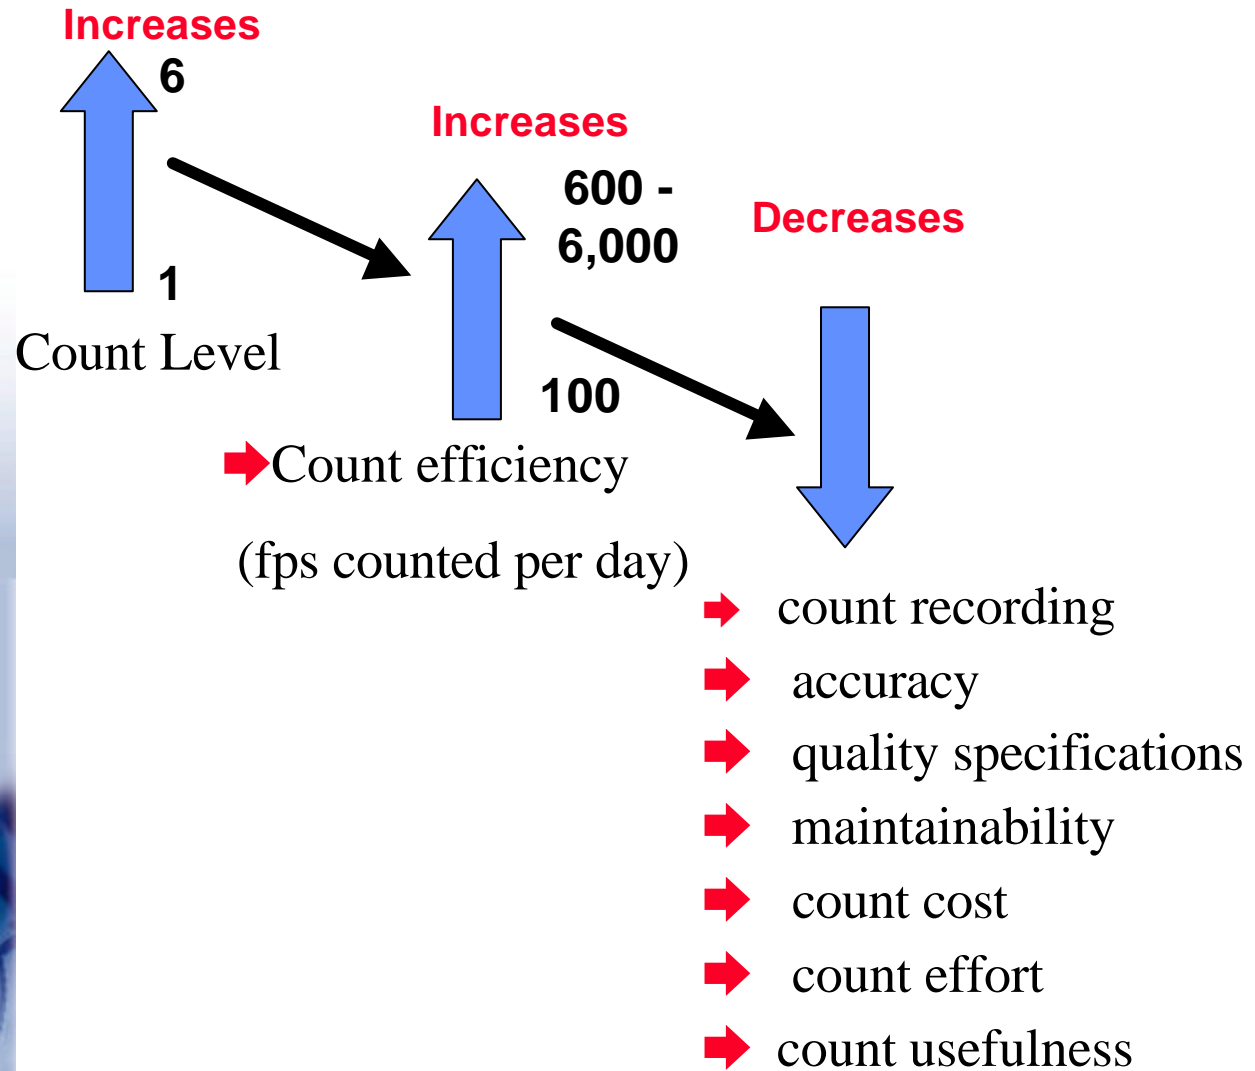 Increases
6
1
Count Level
Increases
600 -
6,000
100
Count efficiency
(fps counted per day)
Decreases
count recording
accuracy
quality specifications
maintainability
count cost
count effort
count usefulness